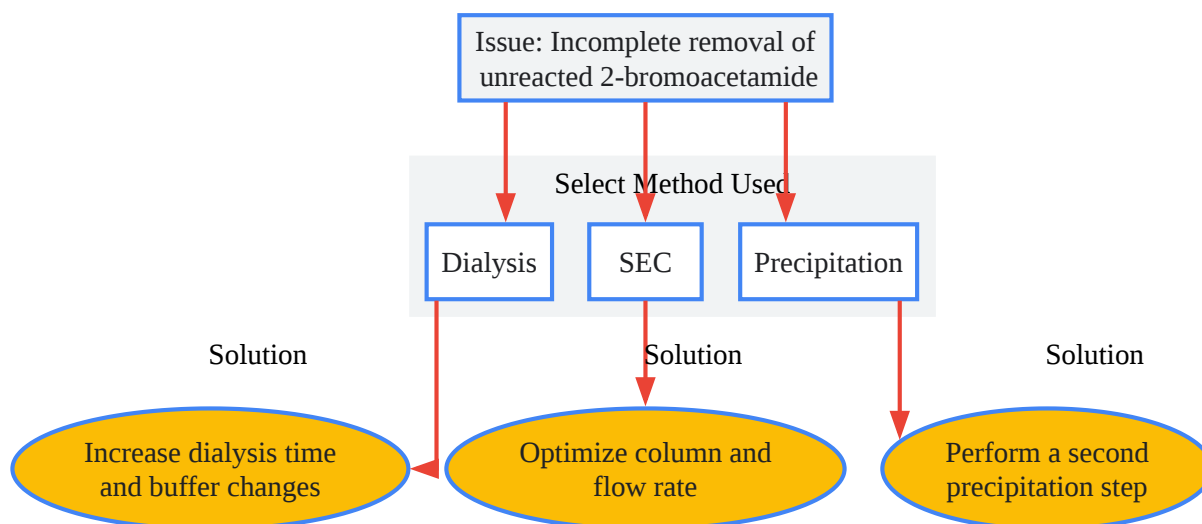 Issue: Incomplete removal of
unreacted 2-bromoacetamide
Select Method Used
Dialysis
SEC
Precipitation
Solution
Solution
Solution
Increase dialysis time
and buffer changes
Optimize column and
flow rate
Perform a second
precipitation step